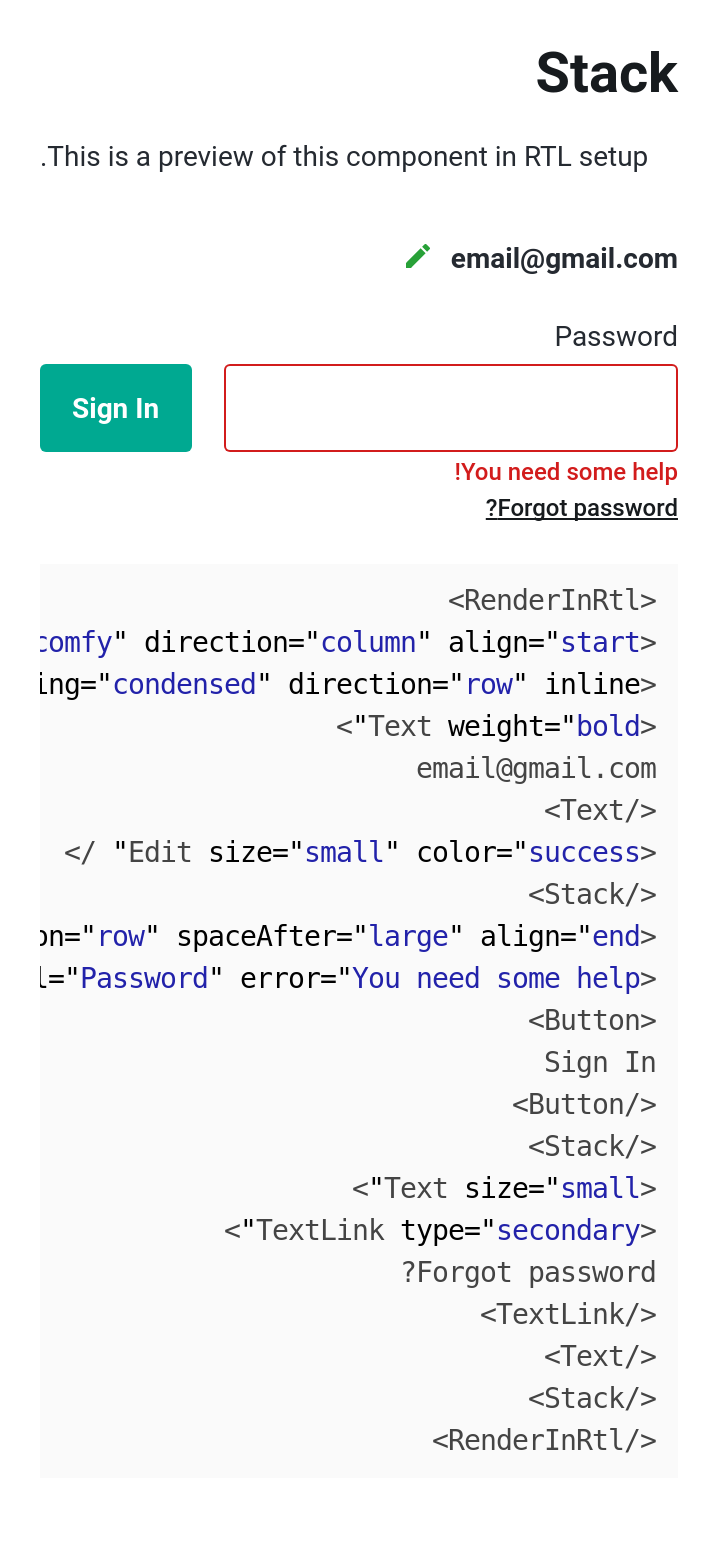 Stack
.This is a preview of this component in RTL setup
email@gmail.com
Password
Sign In
!You need some help
?Forgot password
<RenderInRtl>
comfy" direction="column" align="start>
ing="condensed" direction="row" inline>
<"Text weight="bold>
email@gmail.com
<Text/>
</ "Edit size="small" color="success>
<Stack/>
on="row" spaceAfter="large" align="end>
l="Password" error="You need some help>
<Button>
Sign In
<Button/>
<Stack/>
<"Text size="small>
<"TextLink type="secondary>
?Forgot password
<TextLink/>
<Text/>
<Stack/>
<RenderInRtl/>